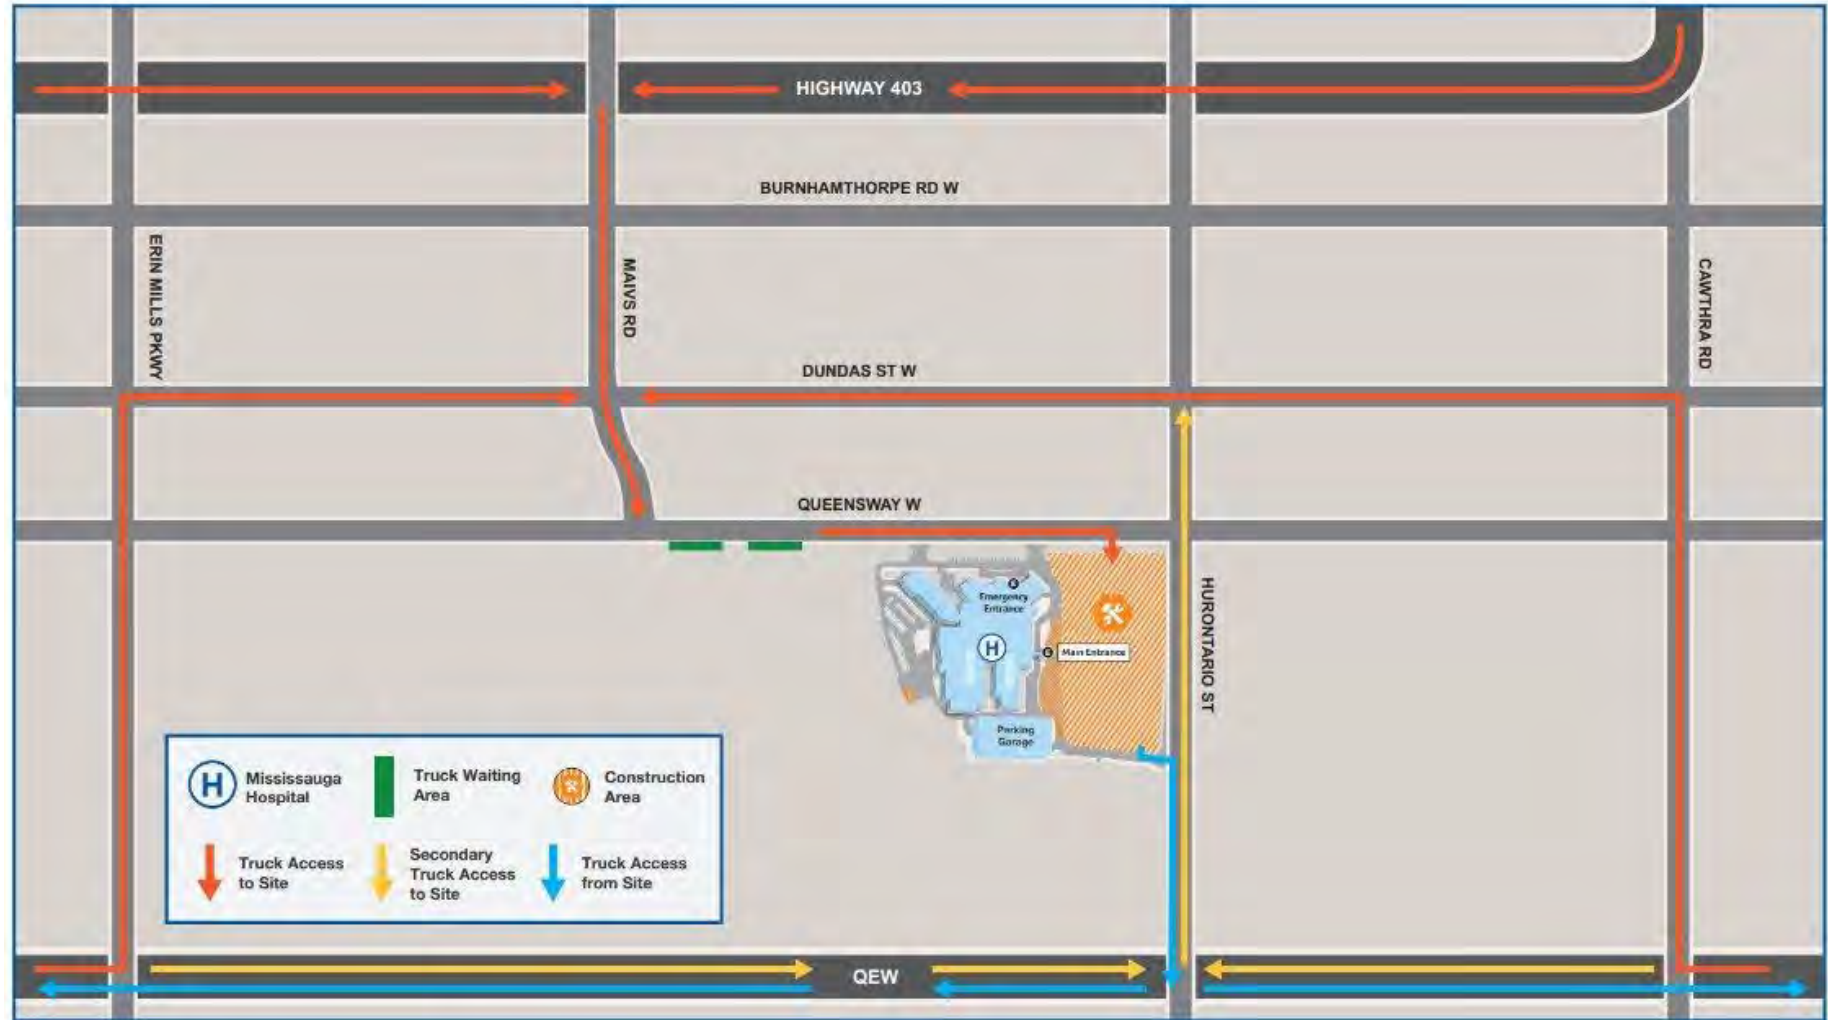 HIGHWAY 403
BURNHAMTHORPE RD W
ERIN MILLS PKWY
MAIVS RD
CAWTHRA RD
DUNDAS ST W
QUEENSWAY W
HURONTARIO ST
Emergency
Entrance
H
Main Entrance
Parking
Garage
H
Mississauga
Hospital
Truck Waiting
Area
Construction
Area
Truck Access
to Site
Secondary
Truck Access
to Site
Truck Access
from Site
QEW